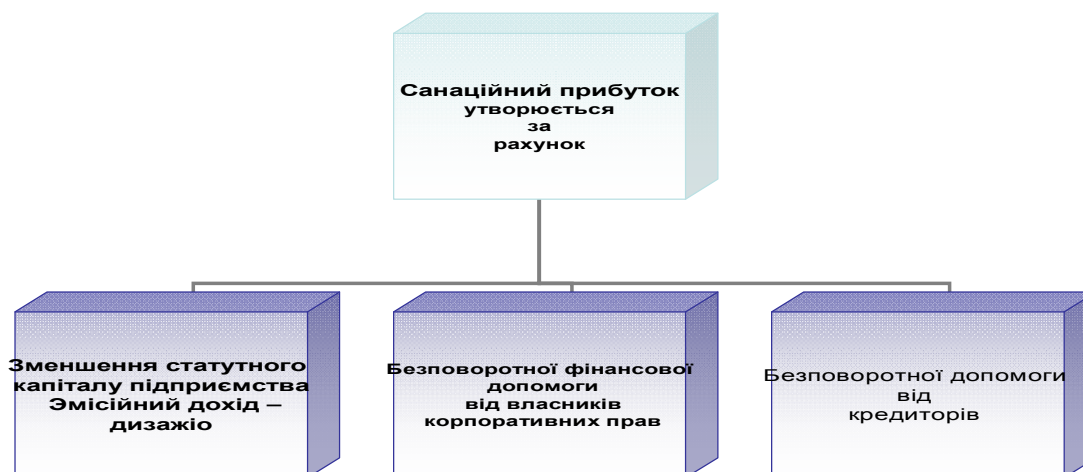 Санаційний прибуток
утворюється
за
рахунок
Зменшення статутного
капіталу підприємства
Эмісійний дохід –
дизажіо
Безповоротної фінансової
допомоги
від власників
корпоративних прав
Безповоротної допомоги
від
кредиторів